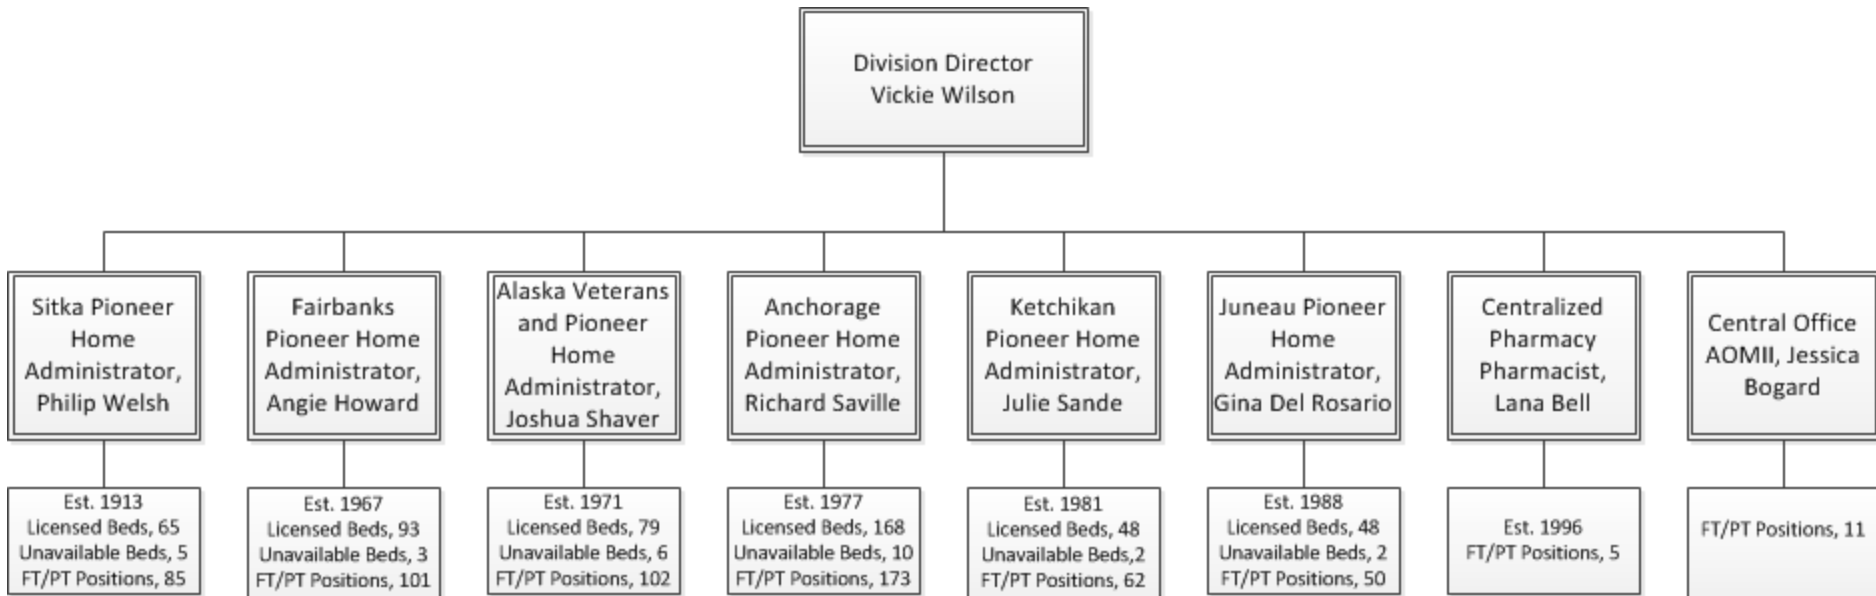 Division Director
Vickie Wilson
Sitka Pioneer
Home
Administrator,
Philip Welsh
Fairbanks
Pioneer Home
Administrator,
Angie Howard
Alaska Veterans
and Pioneer
Home
Administrator,
Joshua Shaver
Anchorage
Pioneer Home
Administrator,
Richard Saville
Ketchikan
Pioneer Home
Administrator,
Julie Sande
Juneau Pioneer
Home
Administrator,
Gina Del Rosario
Centralized
Pharmacy
Pharmacist,
Lana Bell
Central Office
AOMII, Jessica
Bogard
Est. 1913
Licensed Beds, 65
Unavailable Beds, 5
FT/PT Positions, 85
Est. 1967
Licensed Beds, 93
Unavailable Beds, 3
FT/PT Positions, 101
Est. 1971
Licensed Beds, 79
Unavailable Beds, 6
FT/PT Positions, 102
Est. 1977
Licensed Beds, 168
Unavailable Beds, 10
FT/PT Positions, 173
Est. 1981
Licensed Beds, 48
Unavailable Beds,2
FT/PT Positions, 62
Est. 1988
Licensed Beds, 48
Unavailable Beds, 2
FT/PT Positions, 50
Est. 1996
FT/PT Positions, 5
FT/PT Positions, 11